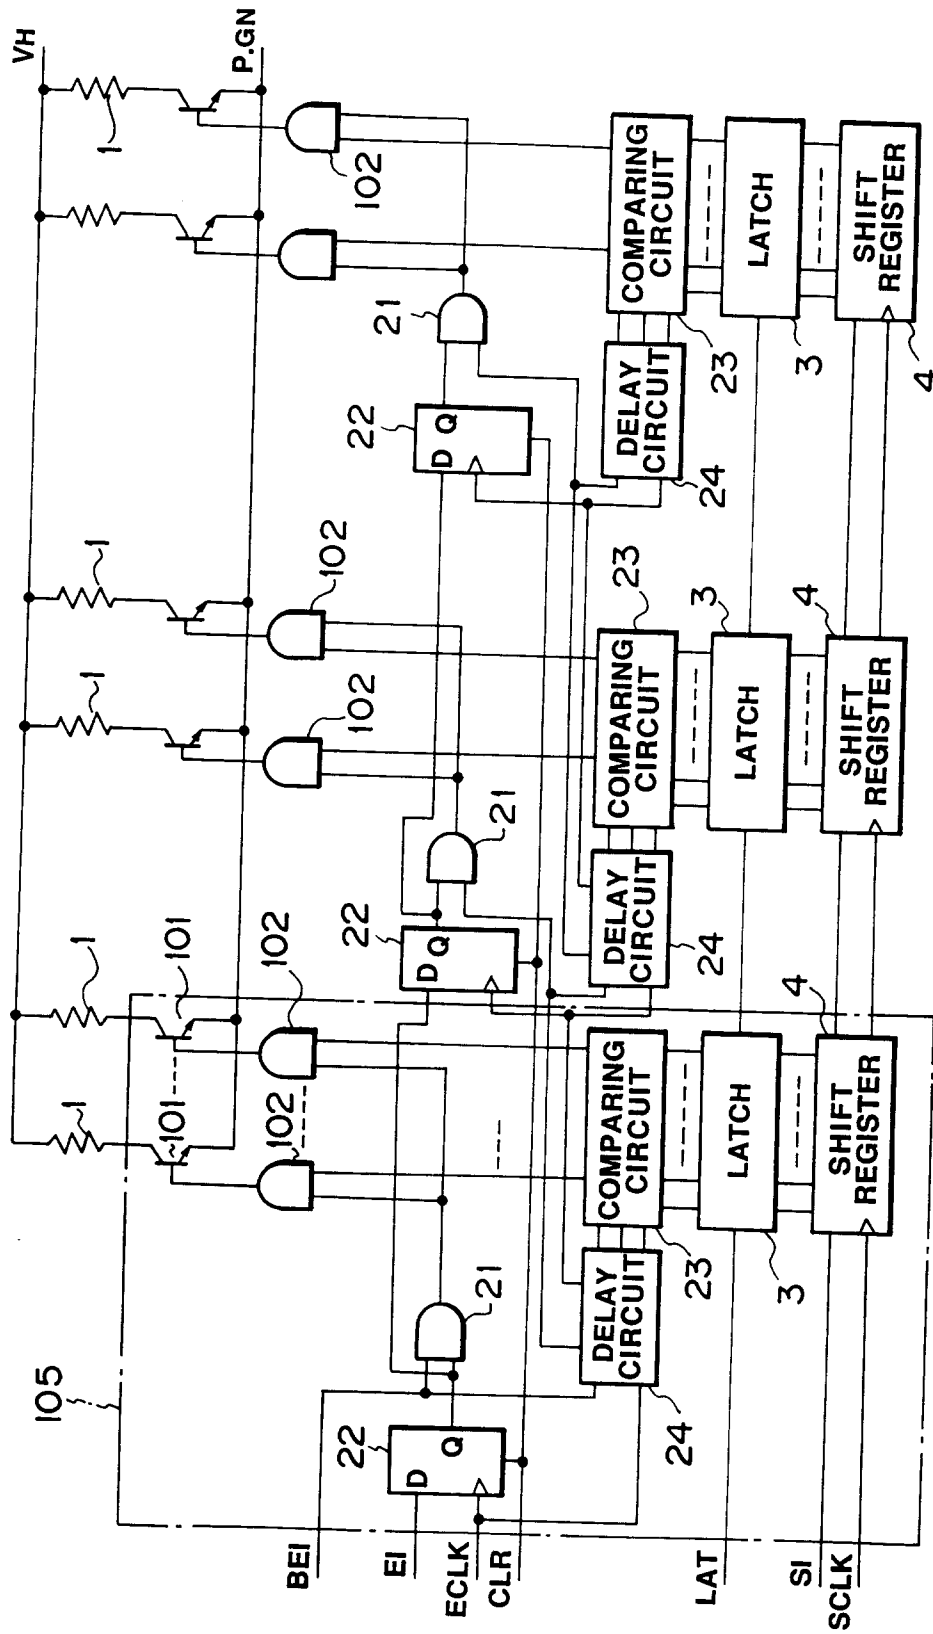 VH
P.GN
1
1
1
1
1
101
101
102
102
102
102
102
105
21
21
21
22
D
Q
22
D
Q
22
D
Q
BEI
EI
ECLK
CLR
DELAY
CIRCUIT
24
COMPARING
CIRCUIT
23
DELAY
CIRCUIT
24
COMPARING
CIRCUIT
23
DELAY
CIRCUIT
24
COMPARING
CIRCUIT
23
LAT
LATCH
3
LATCH
3
LATCH
3
SI
SCLK
SHIFT
REGISTER
4
SHIFT
REGISTER
4
SHIFT
REGISTER
4